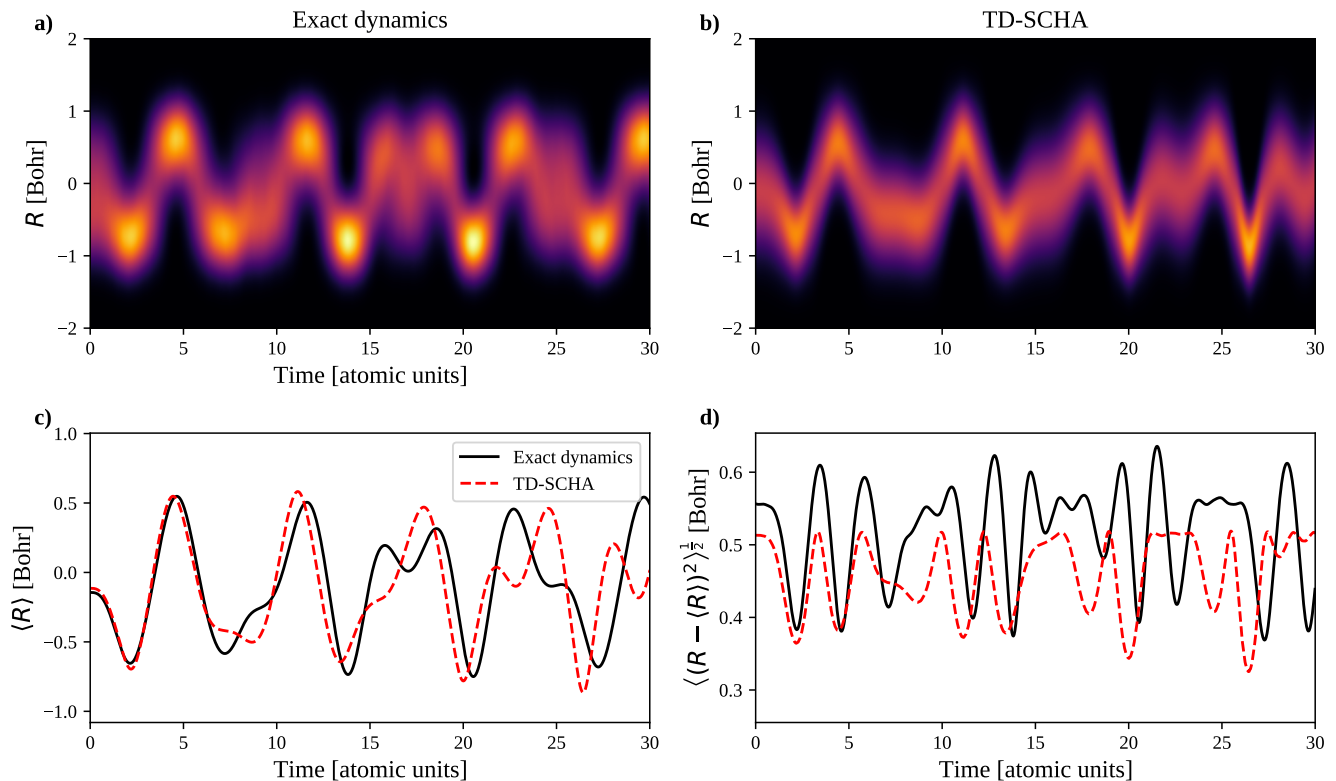 a) Exact dynamics
2
1
0
−1
−2
R [Bohr]
0 5 10 15 20 25 30
Time [atomic units]
b) TD-SCHA
2
1
0
−1
−2
R [Bohr]
0 5 10 15 20 25 30
c)
1.0
0.5
0.0
−0.5
−1.0
⟨R⟩ [Bohr]
Exact dynamics
TD-SCHA
0 5 10 15 20 25 30
Time [atomic units]
d)
0.6
0.5
0.4
0.3
⟨(R − ⟨R⟩)²⟩^½ [Bohr]
0 5 10 15 20 25 30
Time [atomic units]